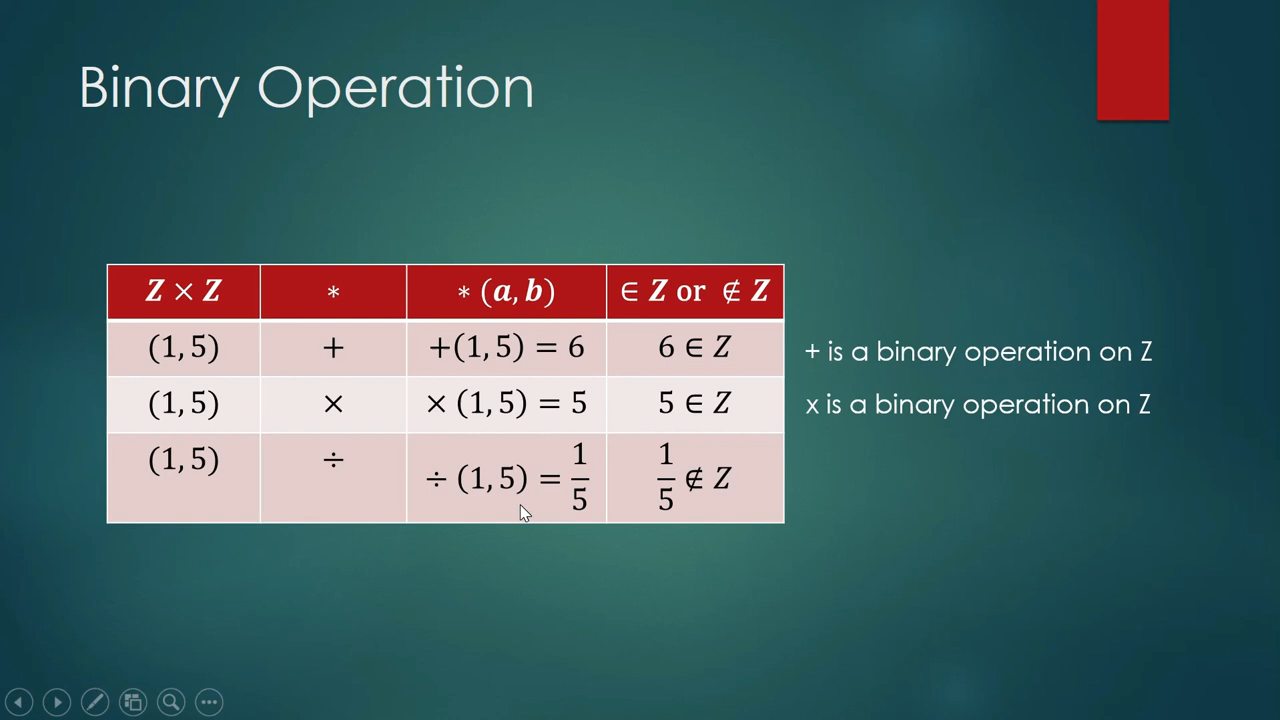 Binary Operation
Z × Z * * (a, b) ∈ Z or ∉ Z
(1, 5) + +(1, 5) = 6 6 ∈ Z + is a binary operation on Z
(1, 5) × × (1, 5) = 5 5 ∈ Z x is a binary operation on Z
(1, 5) ÷ ÷ (1, 5) = 1/5 1/5 ∉ Z